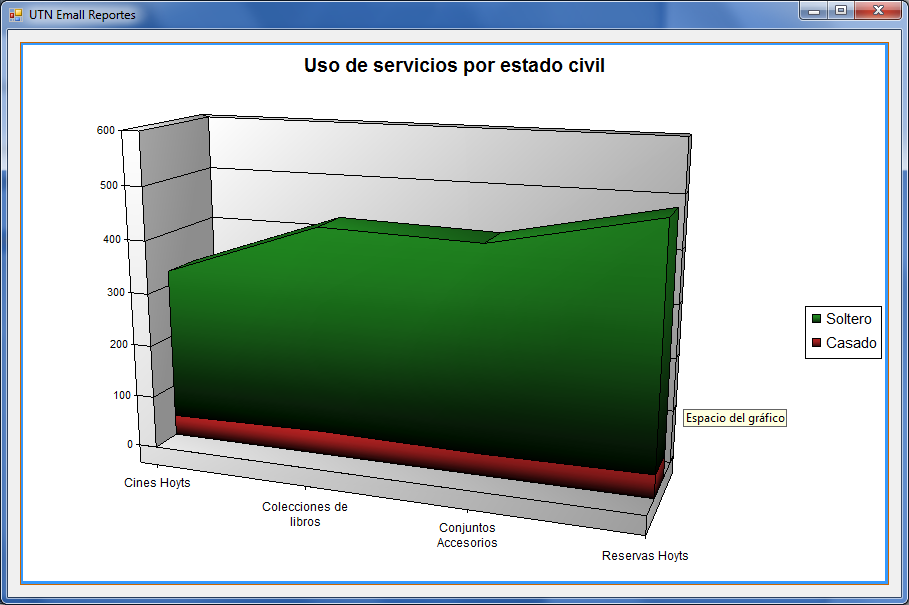 UTN Emall Reportes
Uso de servicios por estado civil
600
500
400
300
200
100
0
Soltero
Casado
Espacio del gráfico
Cines Hoyts
Colecciones de
libros
Conjuntos
Accesorios
Reservas Hoyts